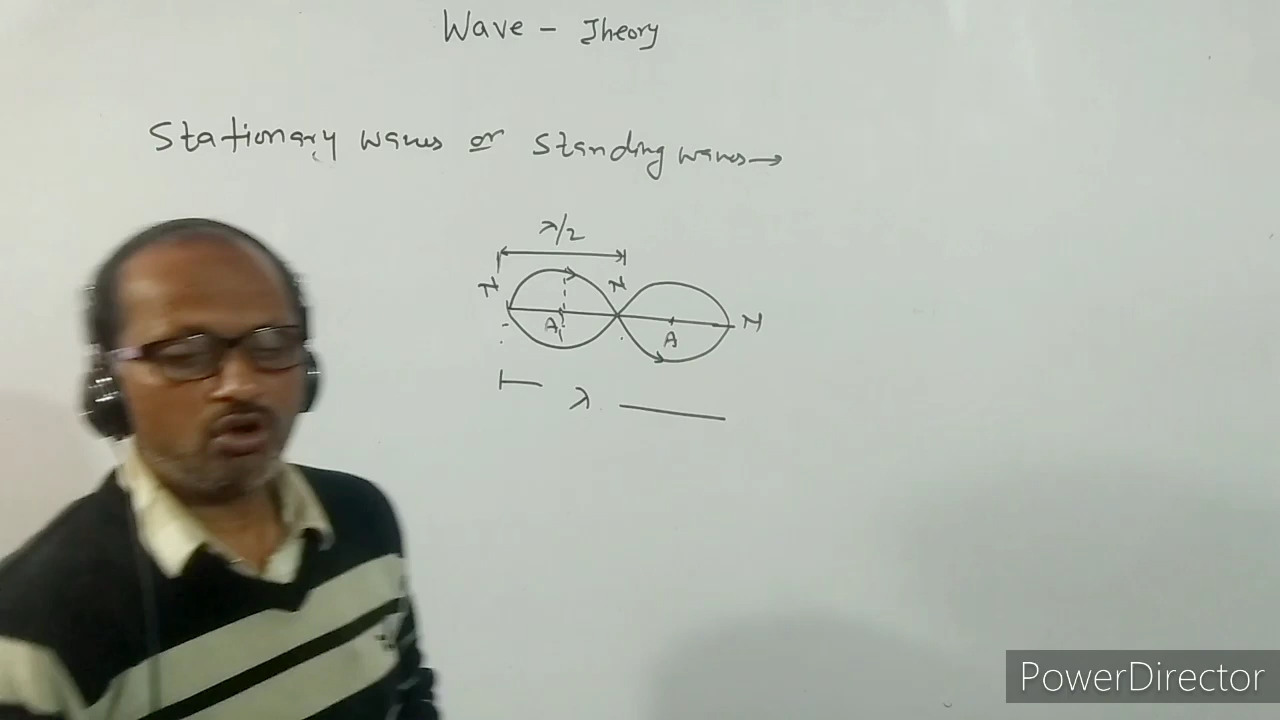 Wave - Theory
Stationary waves or standing waves →
λ/2
N N
A A N
λ
PowerDirector